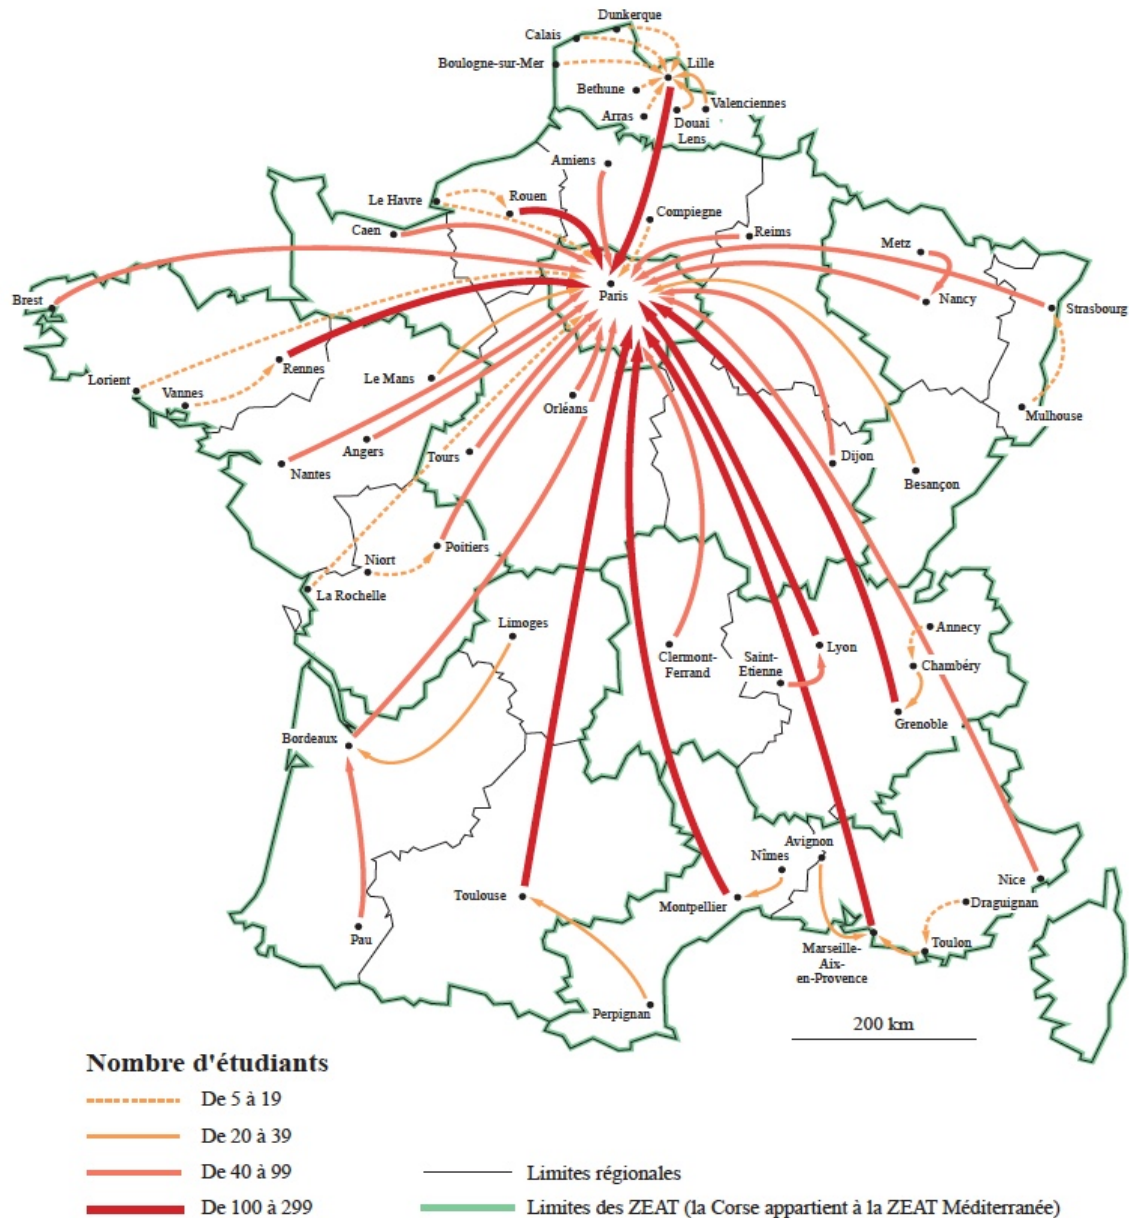 Dunkerque
Calais
Boulogne-sur-Mer
Lille
Bethune
Valenciennes
Arras
Douai
Lens
Amiens
Le Havre
Rouen
Compiegne
Caen
Reims
Metz
Brest
Paris
Nancy
Strasbourg
Rennes
Lorient
Vannes
Le Mans
Orléans
Mulhouse
Angers
Tours
Nantes
Dijon
Besançon
Poitiers
Niort
La Rochelle
Limoges
Annecy
Clermont-
Ferrand
Saint-
Etienne
Lyon
Chambéry
Grenoble
Bordeaux
Avignon
Nîmes
Nice
Toulouse
Montpellier
Draguignan
Pau
Toulon
Marseille-
Aix-
en-Provence
Perpignan
200 km
Nombre d'étudiants
De 5 à 19
De 20 à 39
De 40 à 99
De 100 à 299
Limites régionales
Limites des ZEAT (la Corse appartient à la ZEAT Méditerranée)